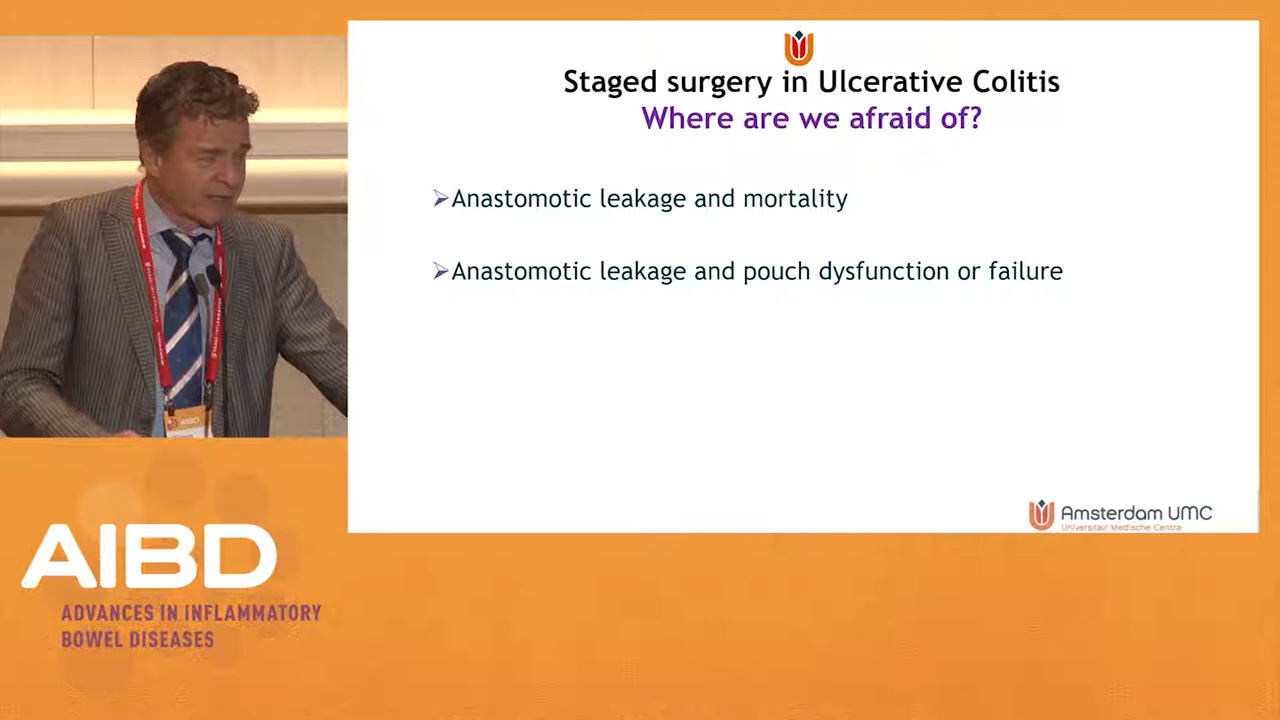 Staged surgery in Ulcerative Colitis
Where are we afraid of?
➢Anastomotic leakage and mortality
➢Anastomotic leakage and pouch dysfunction or failure
Amsterdam UMC
Universitair Medische Centra
AIBD
AIBD
ADVANCES IN INFLAMMATORY
BOWEL DISEASES